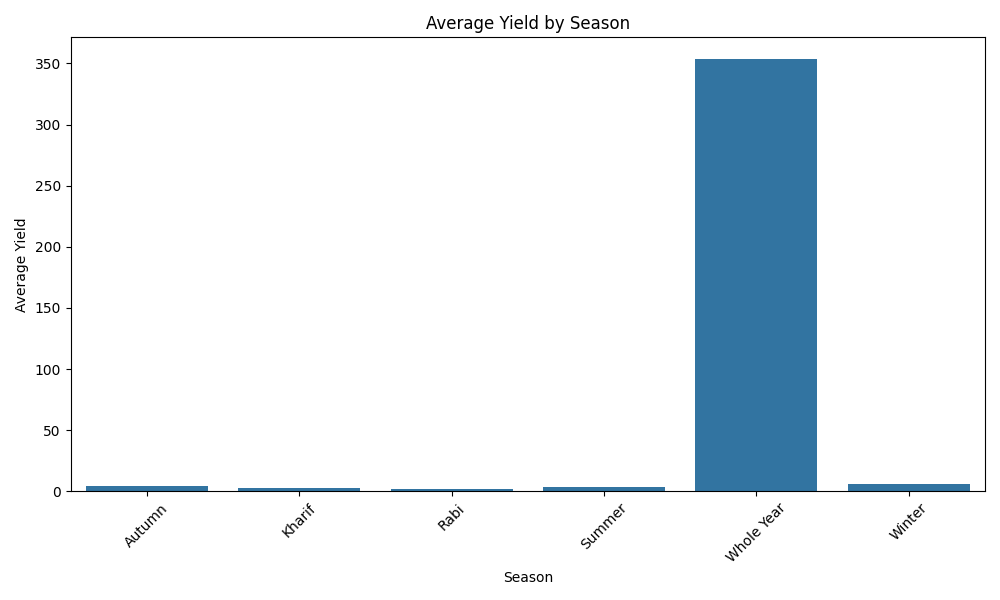 Average Yield by Season
Average Yield
350
300
250
200
150
100
50
0
Autumn
Kharif
Rabi
Summer
Whole Year
Winter
Season